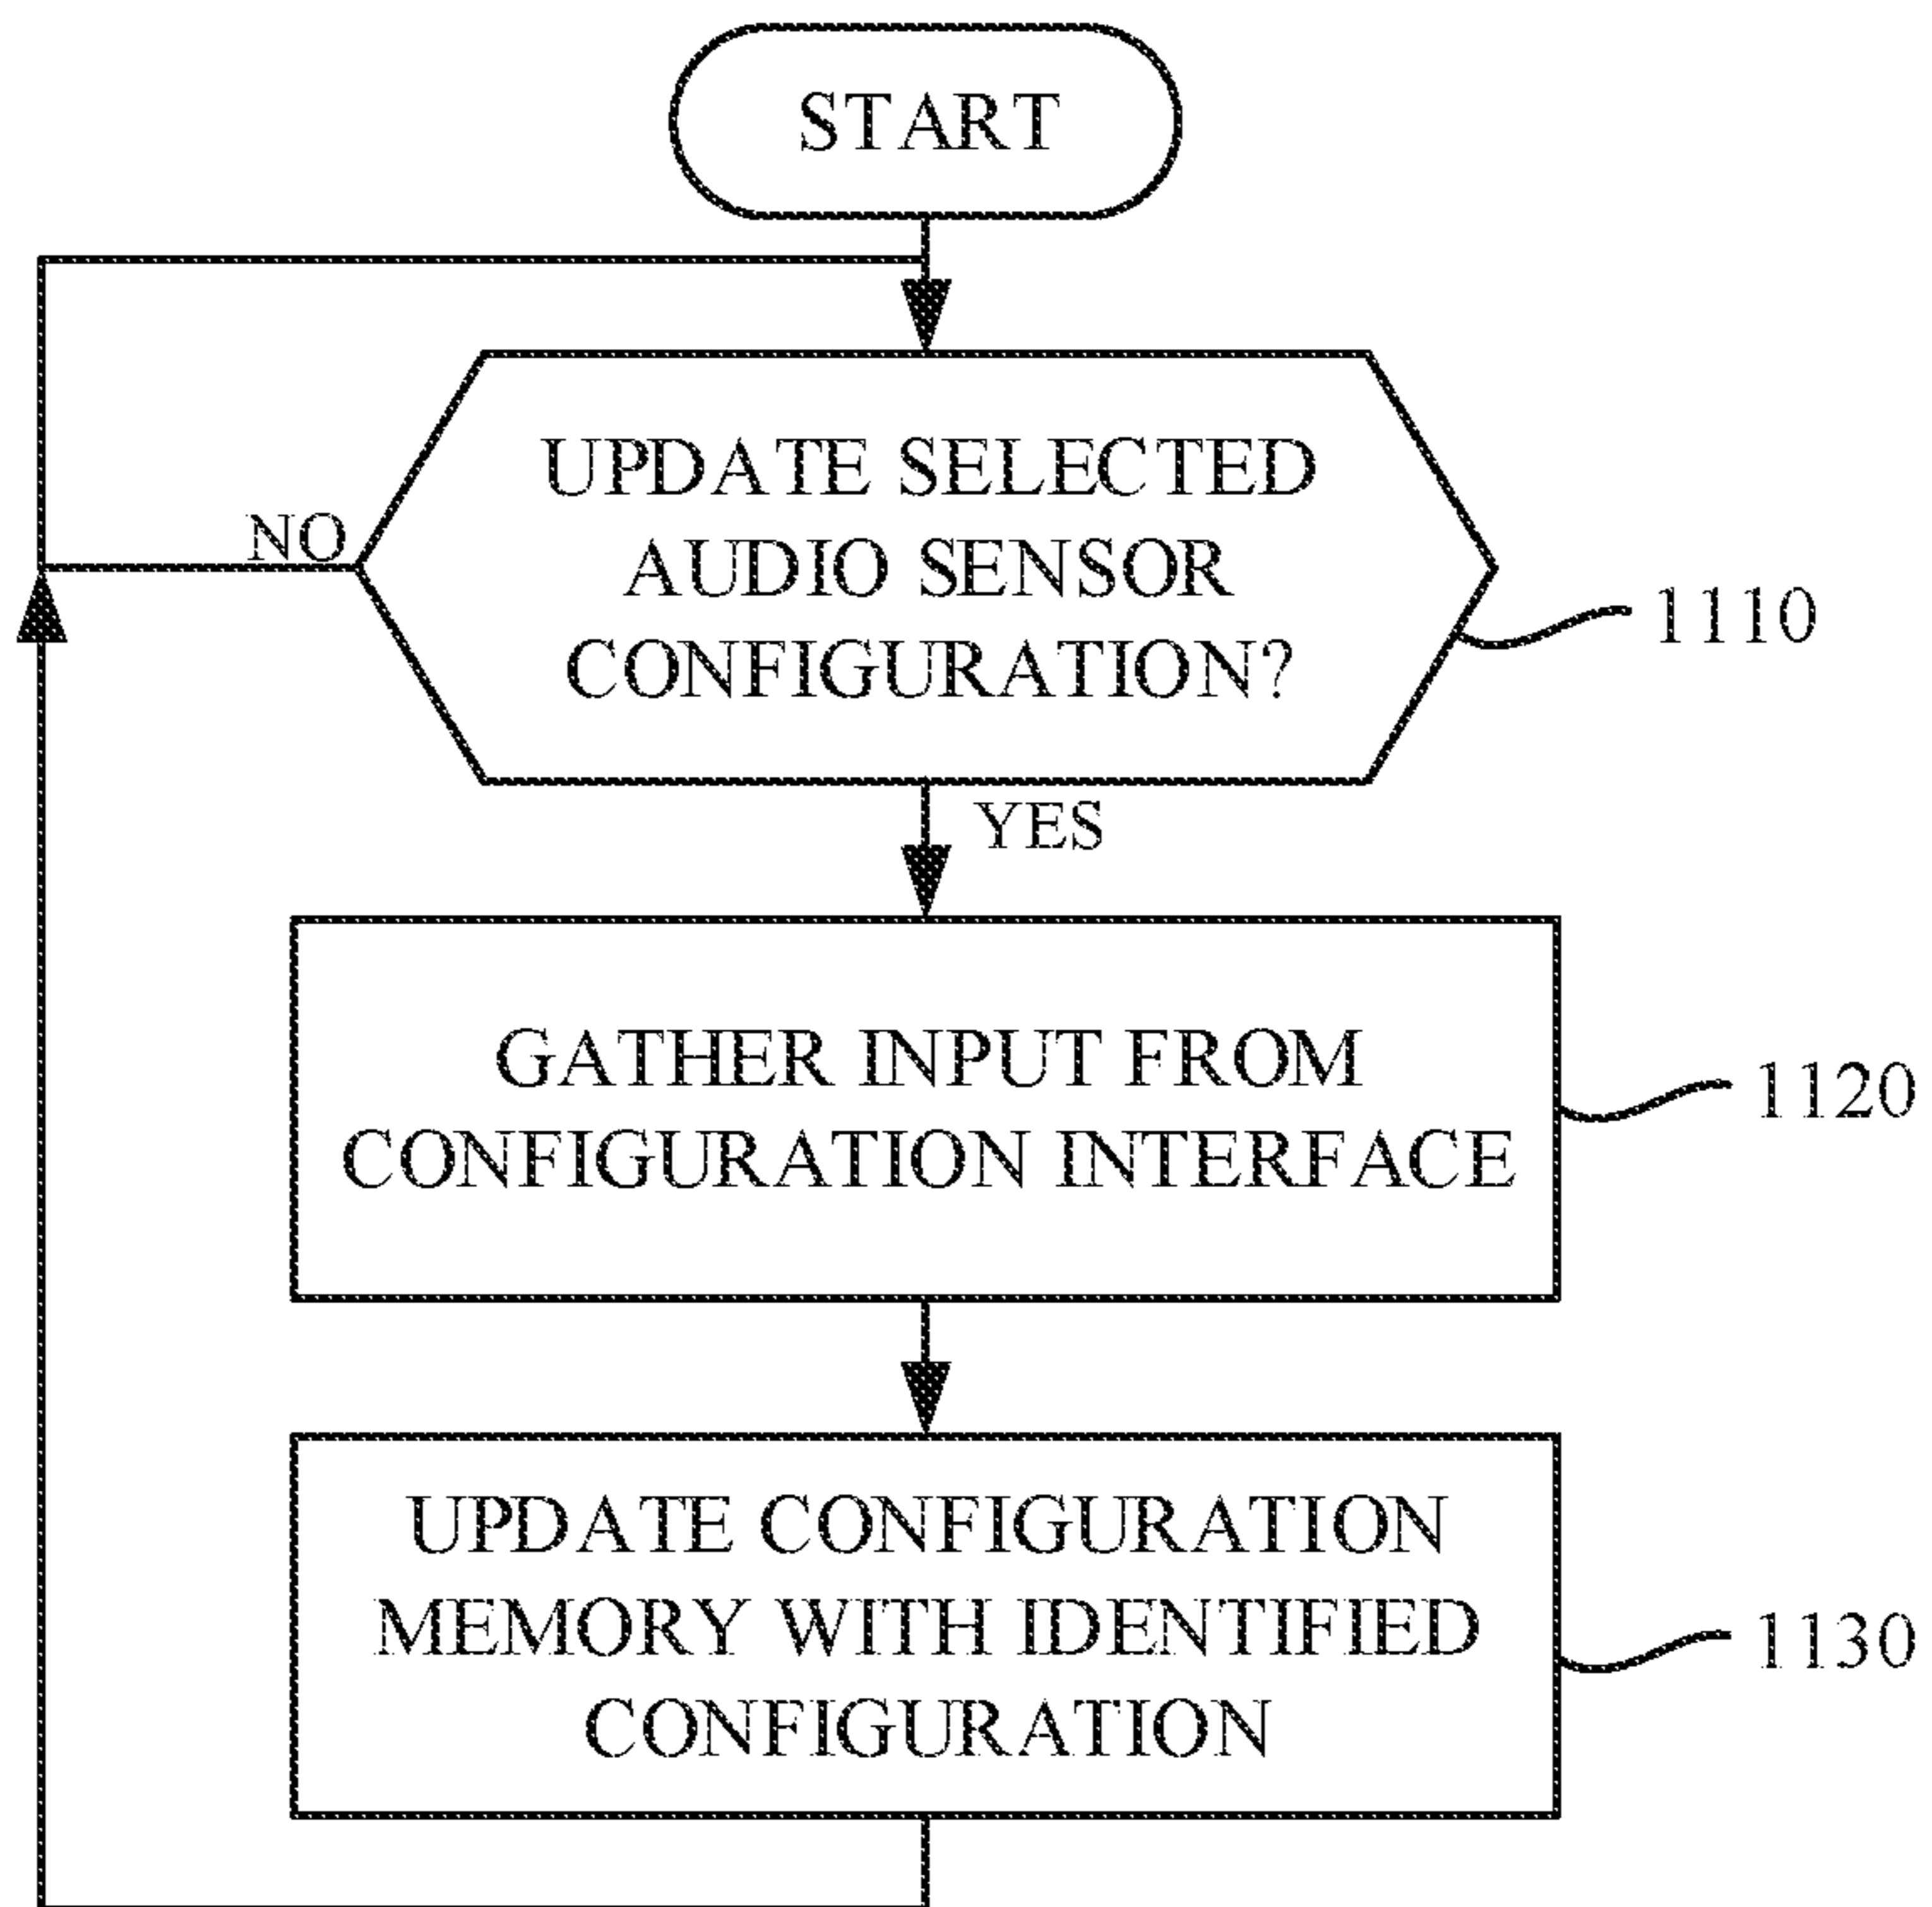 START
UPDATE SELECTED
AUDIO SENSOR
CONFIGURATION?
NO
1110
YES
GATHER INPUT FROM
CONFIGURATION INTERFACE
1120
UPDATE CONFIGURATION
MEMORY WITH IDENTIFIED
CONFIGURATION
1130